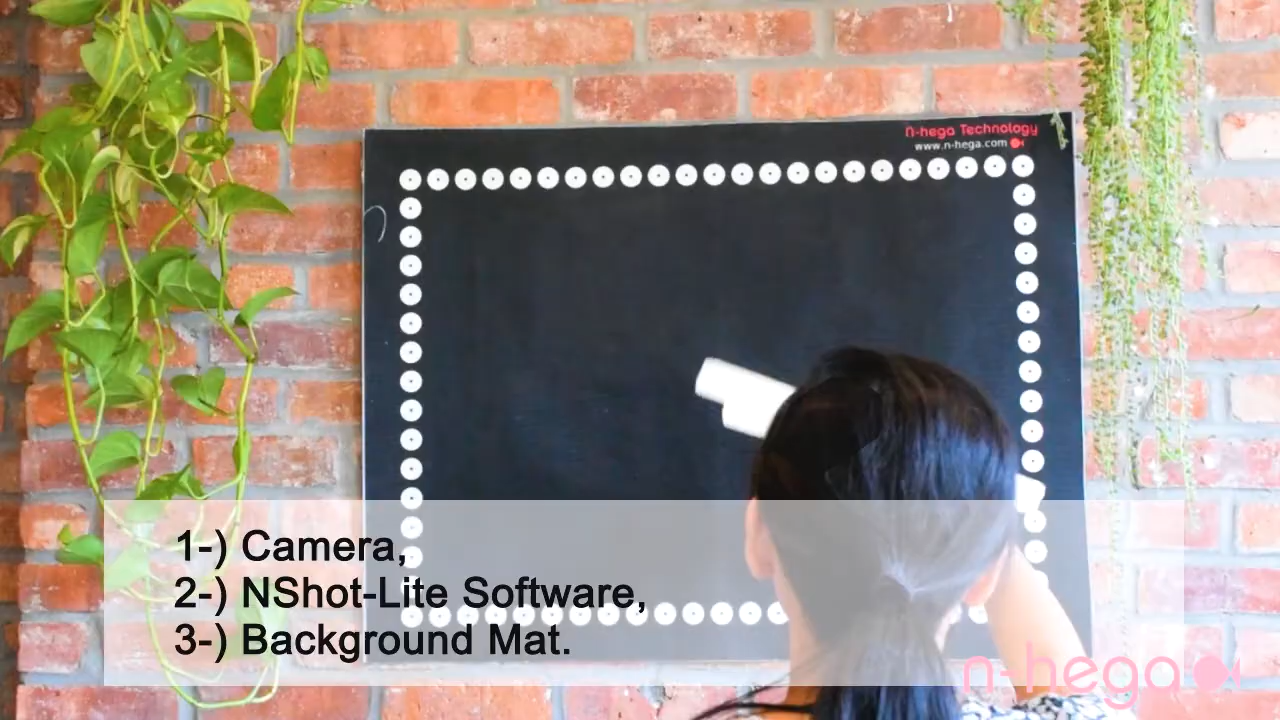 n-hega Technology
www.n-hega.com
1-) Camera,
2-) NShot-Lite Software,
3-) Background Mat.
n-hega